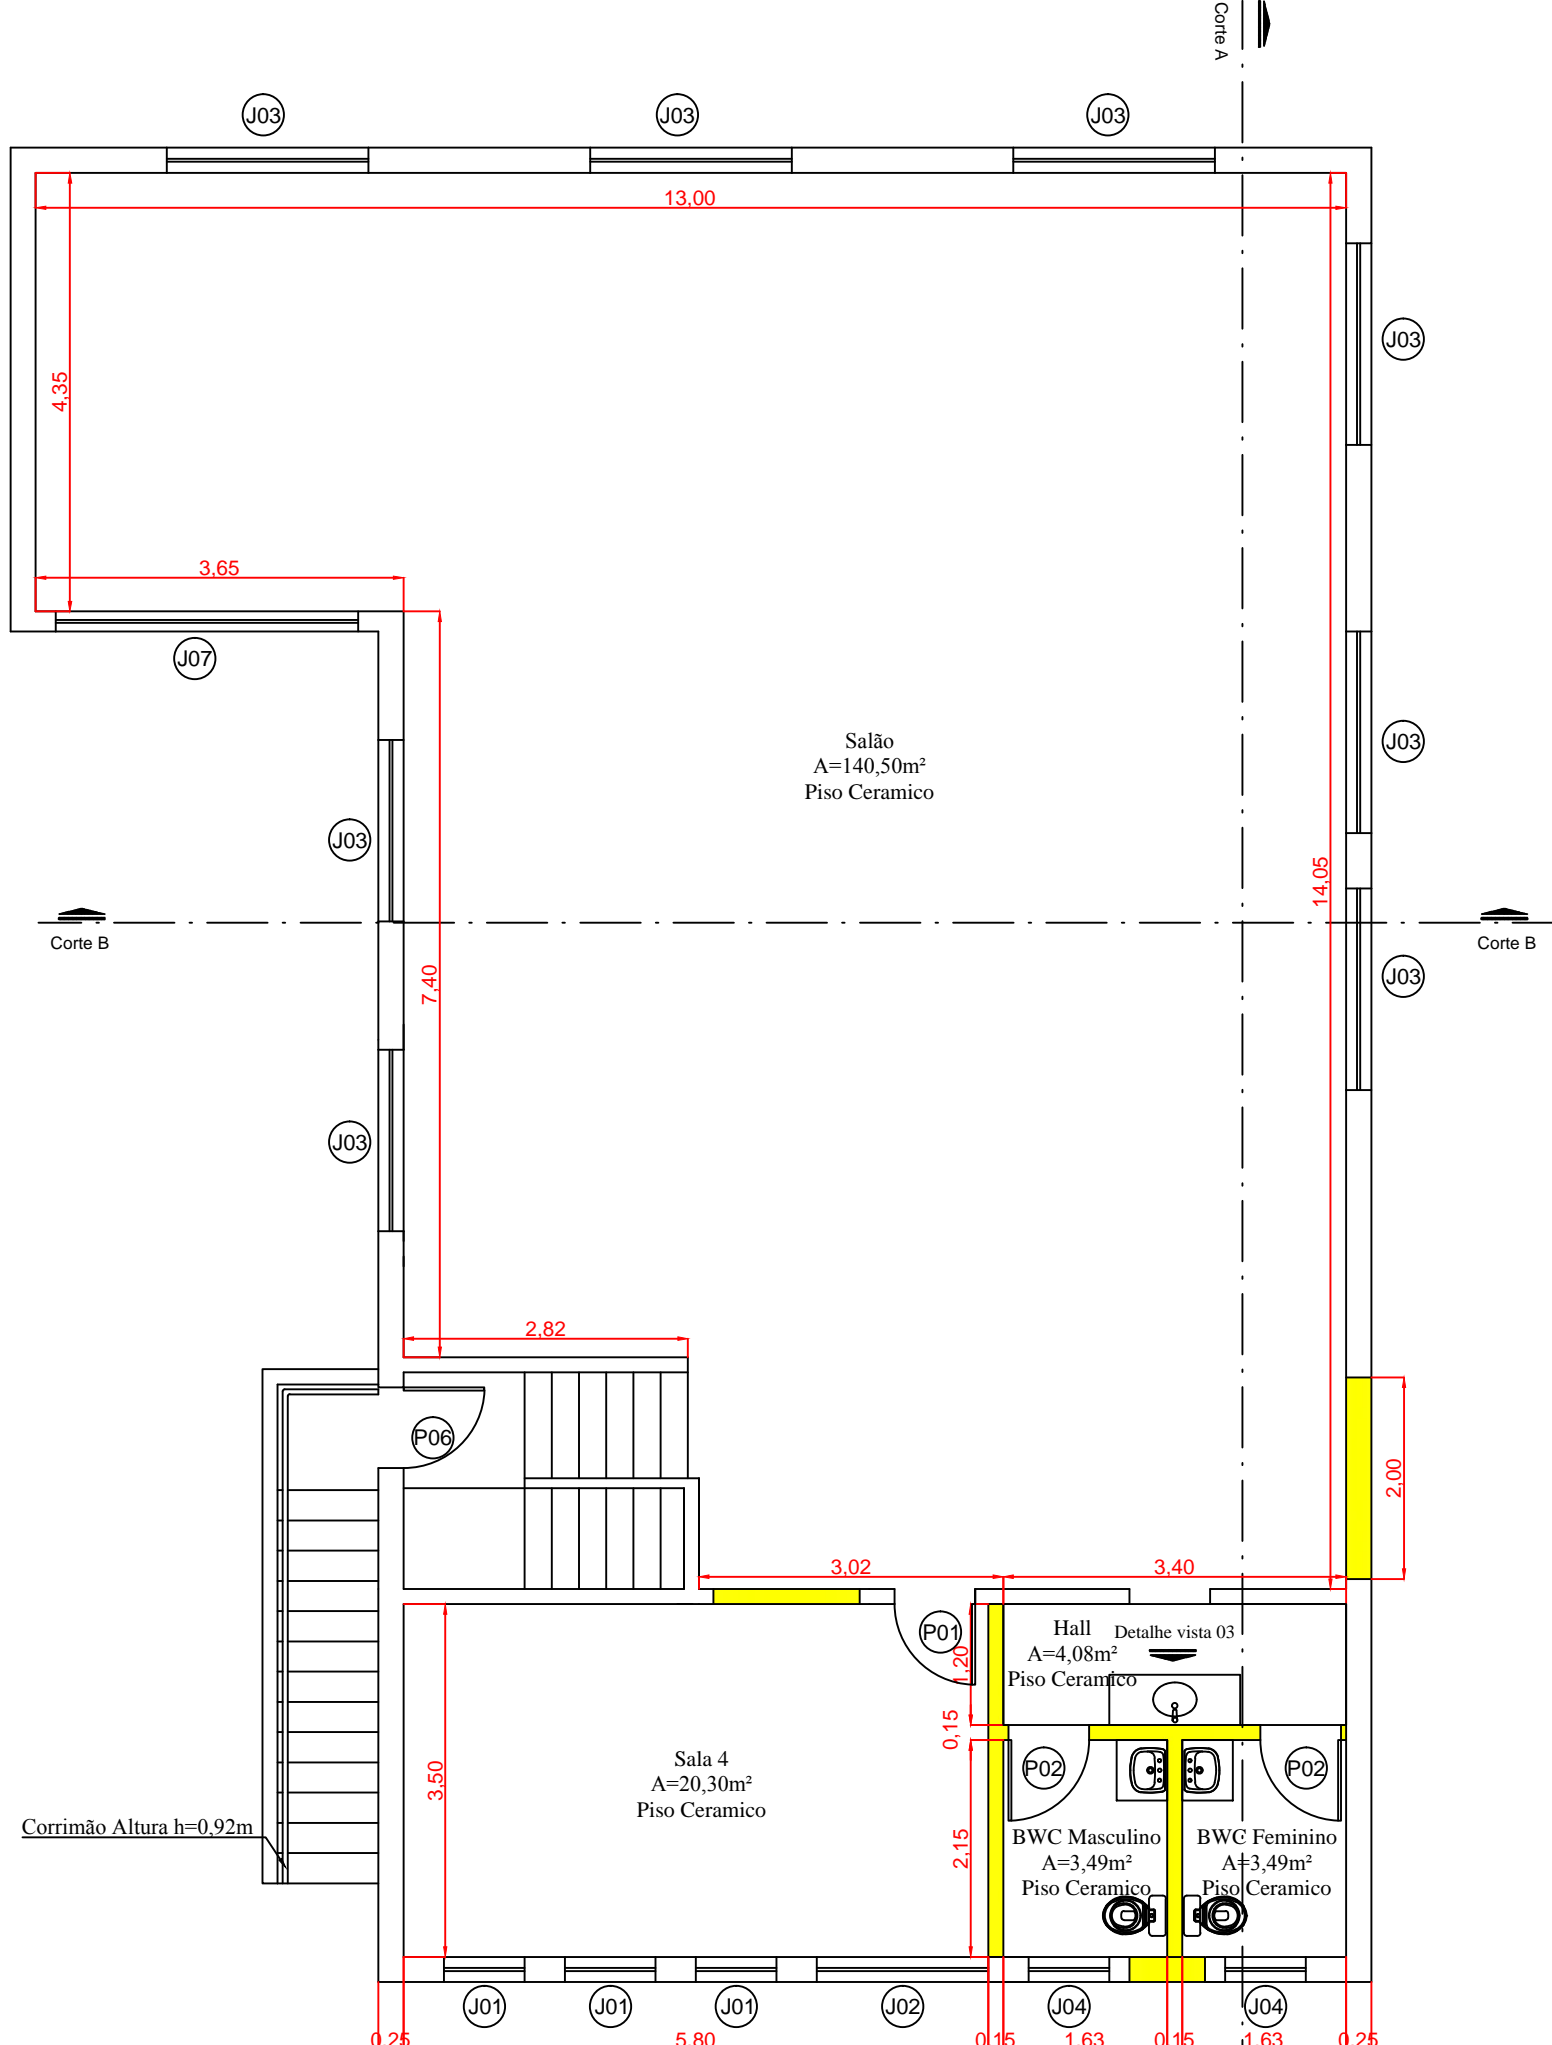 Corte A
J03
J03
J03
13,00
J03
4,35
3,65
J07
J03
Salão
A=140,50m²
Piso Ceramico
J03
14,05
Corte B
Corte B
7,40
J03
J03
2,82
P06
2,00
3,02
3,40
P01
Hall
A=4,08m²
Piso Ceramico
Detalhe vista 03
1,20
0,15
3,50
Sala 4
A=20,30m²
Piso Ceramico
P02
P02
Corrimão Altura h=0,92m
2,15
BWC Masculino
A=3,49m²
Piso Ceramico
BWC Feminino
A=3,49m²
Piso Ceramico
J01
J01
J01
J02
J04
J04
0,25
5,80
0,15
1,63
0,15
1,63
0,25